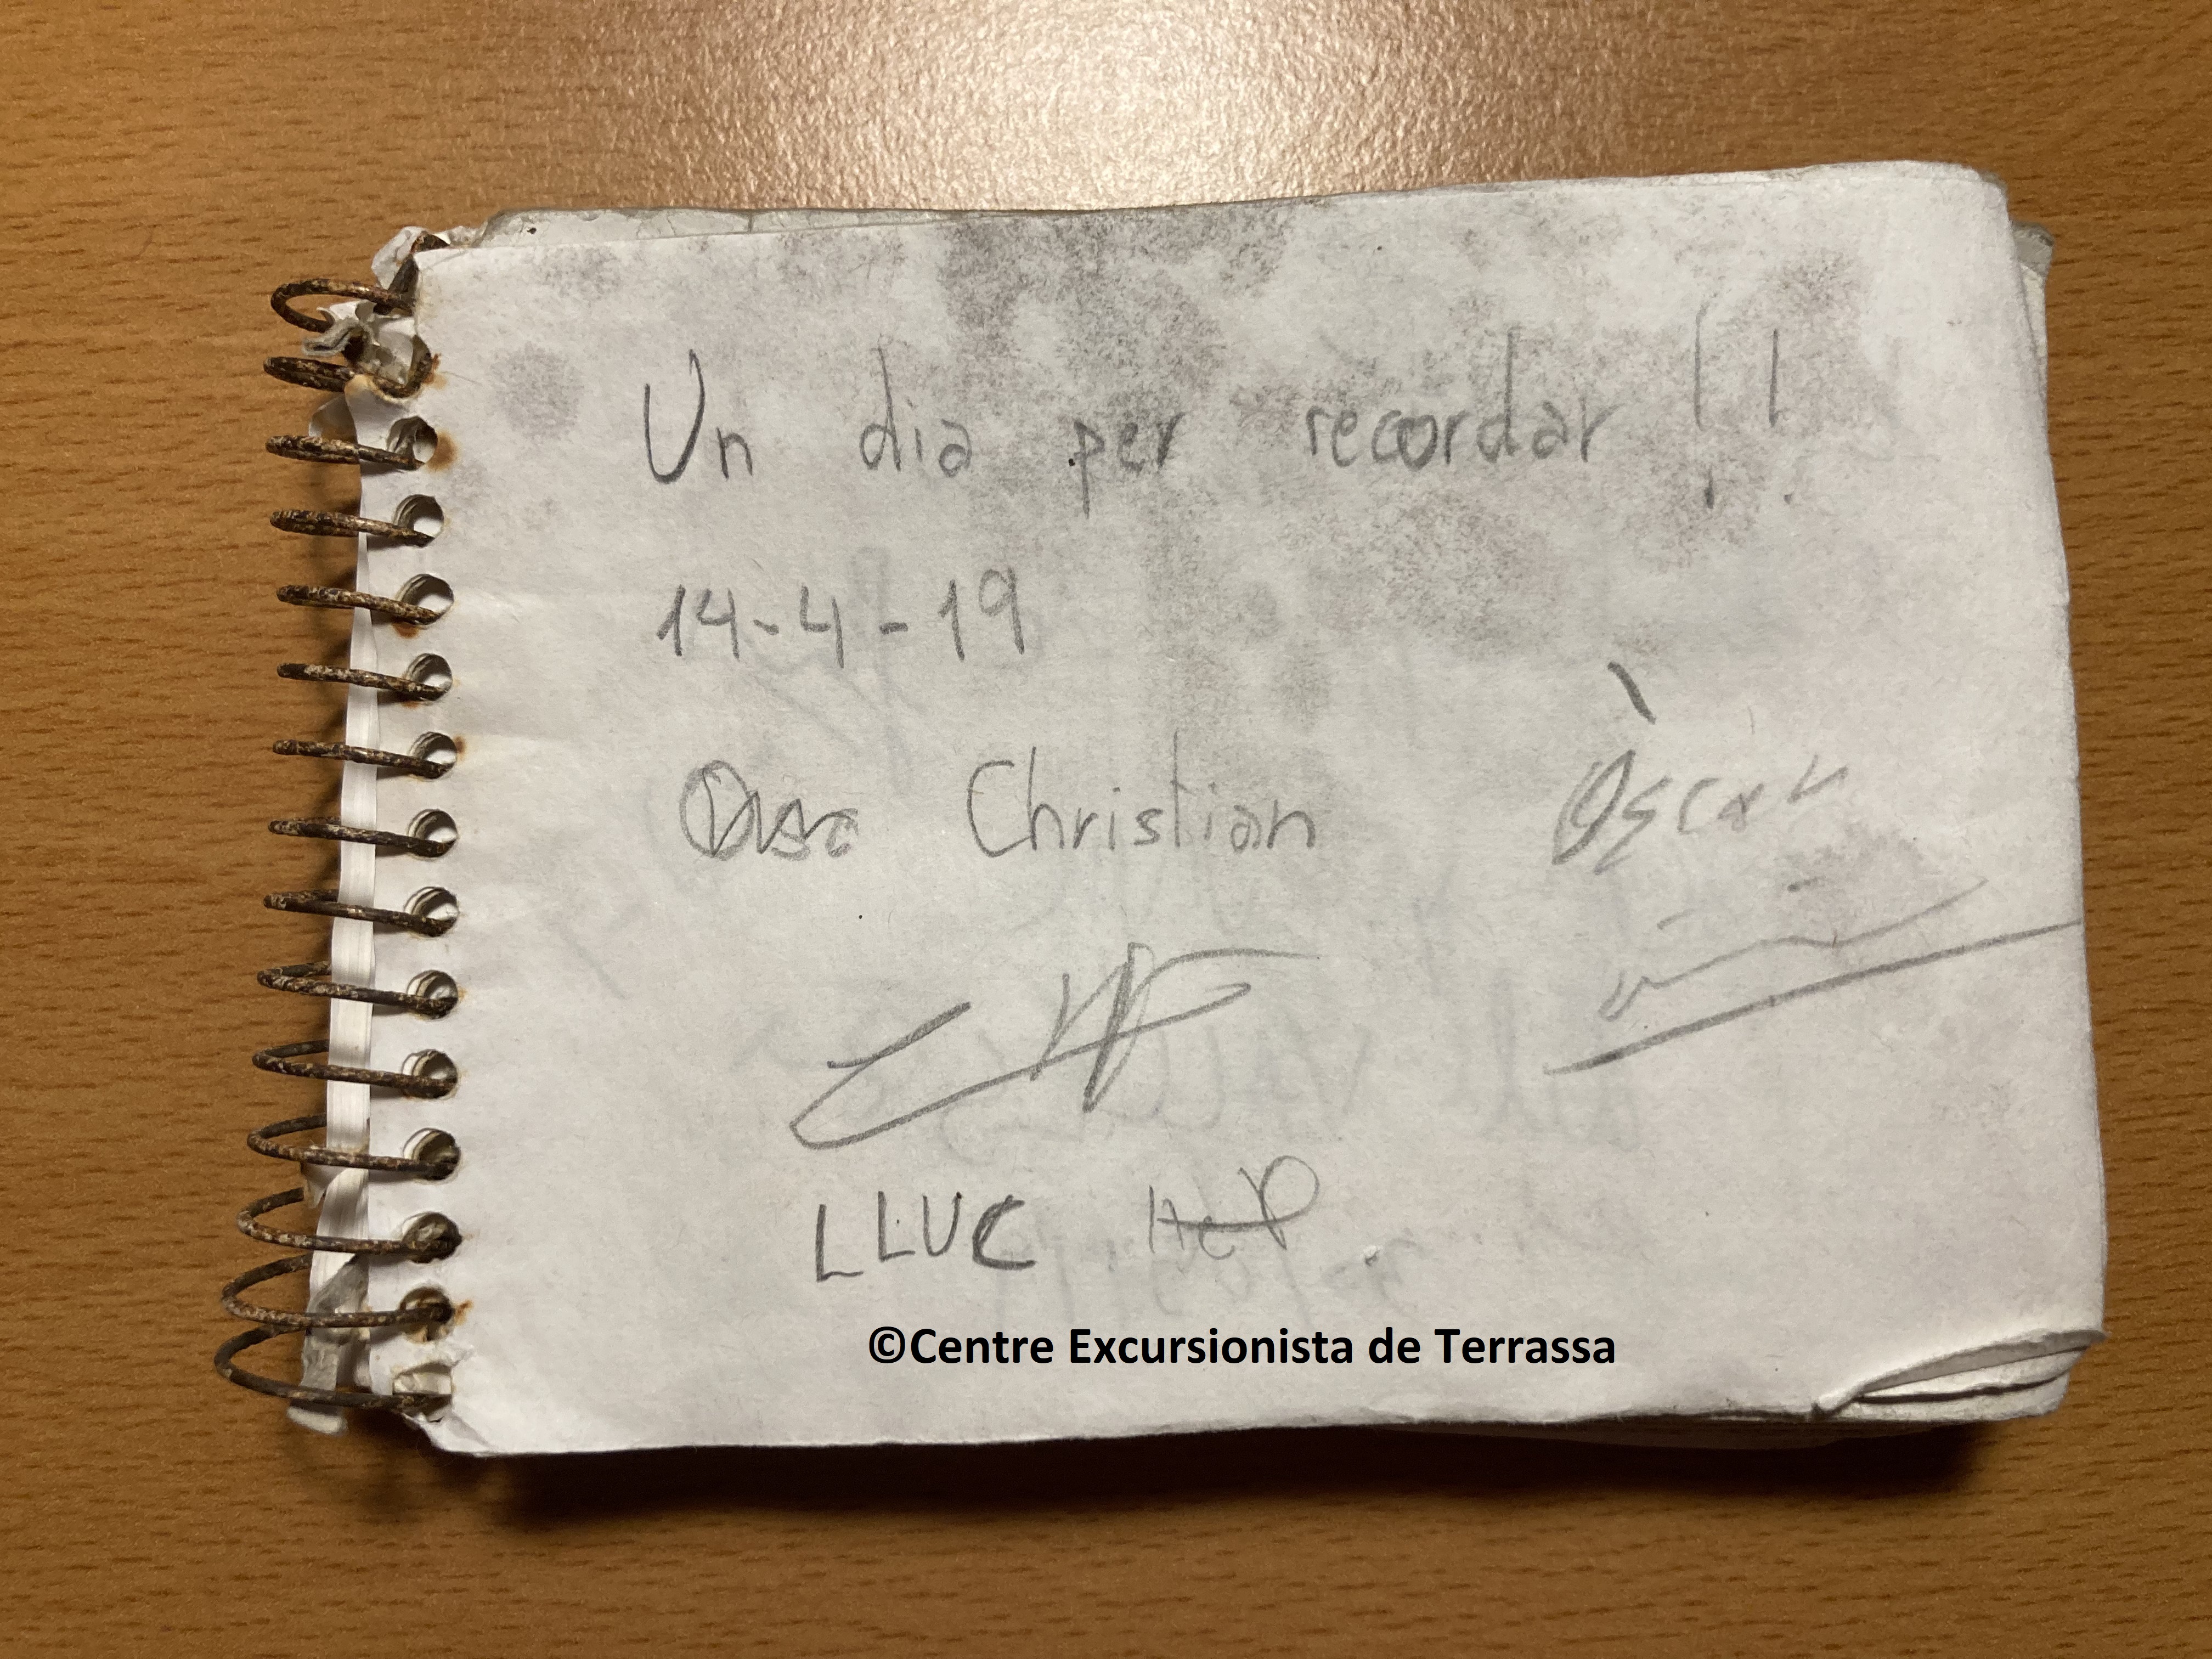 Un dia per recordar !!
14-4-19
Christian Òscar
LLUC
©Centre Excursionista de Terrassa